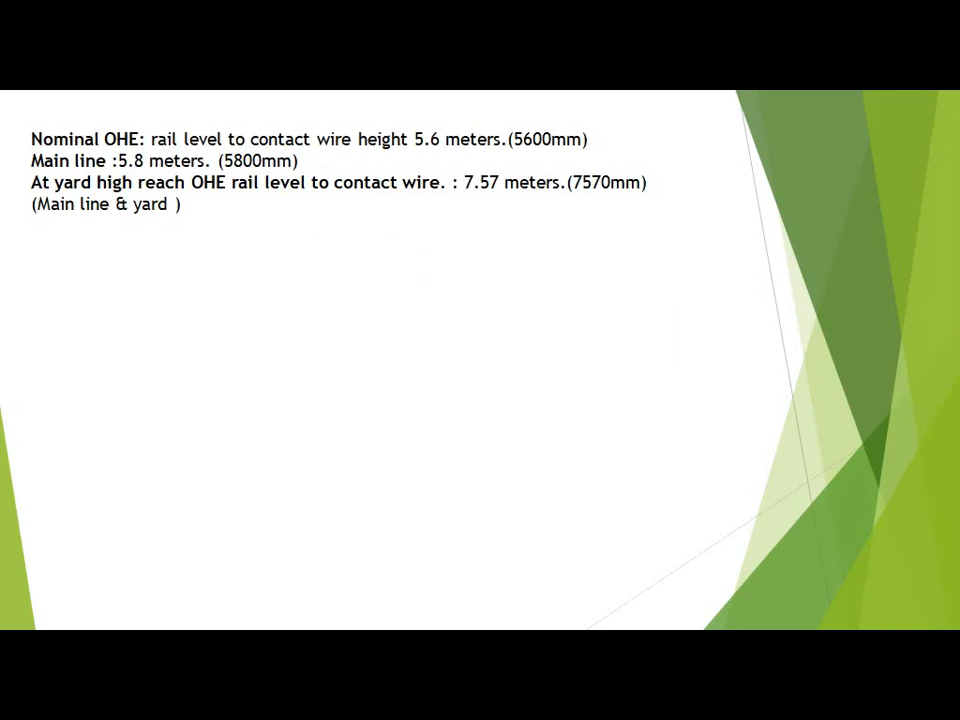 Nominal OHE: rail level to contact wire height 5.6 meters.(5600mm)
Main line :5.8 meters. (5800mm)
At yard high reach OHE rail level to contact wire. : 7.57 meters.(7570mm)
(Main line & yard )